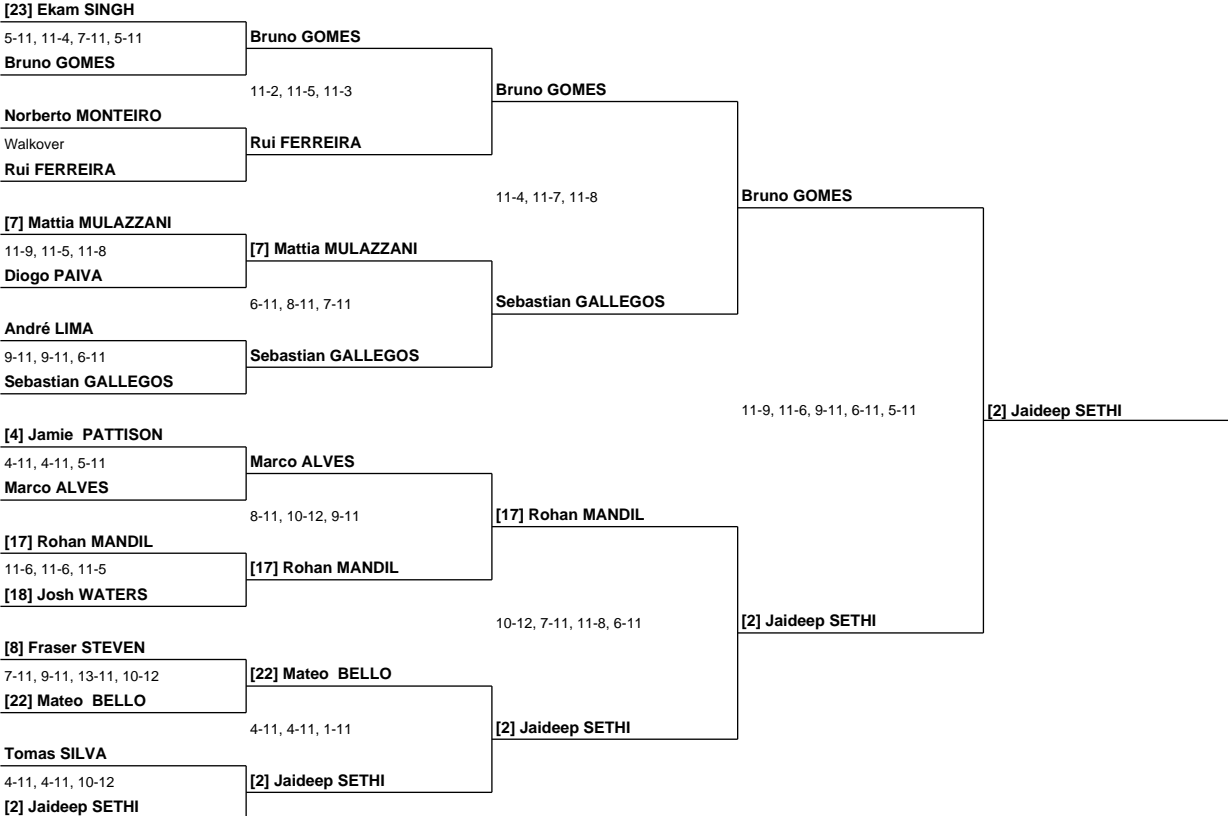 [23] Ekam SINGH
5-11, 11-4, 7-11, 5-11
Bruno GOMES
Bruno GOMES
11-2, 11-5, 11-3
Bruno GOMES
Norberto MONTEIRO
Walkover
Rui FERREIRA
Rui FERREIRA
11-4, 11-7, 11-8
Bruno GOMES
[7] Mattia MULAZZANI
11-9, 11-5, 11-8
[7] Mattia MULAZZANI
Diogo PAIVA
6-11, 8-11, 7-11
Sebastian GALLEGOS
André LIMA
9-11, 9-11, 6-11
Sebastian GALLEGOS
Sebastian GALLEGOS
11-9, 11-6, 9-11, 6-11, 5-11
[2] Jaideep SETHI
[4] Jamie  PATTISON
4-11, 4-11, 5-11
Marco ALVES
Marco ALVES
8-11, 10-12, 9-11
[17] Rohan MANDIL
[17] Rohan MANDIL
11-6, 11-6, 11-5
[17] Rohan MANDIL
[18] Josh WATERS
10-12, 7-11, 11-8, 6-11
[2] Jaideep SETHI
[8] Fraser STEVEN
7-11, 9-11, 13-11, 10-12
[22] Mateo  BELLO
[22] Mateo  BELLO
4-11, 4-11, 1-11
[2] Jaideep SETHI
Tomas SILVA
4-11, 4-11, 10-12
[2] Jaideep SETHI
[2] Jaideep SETHI